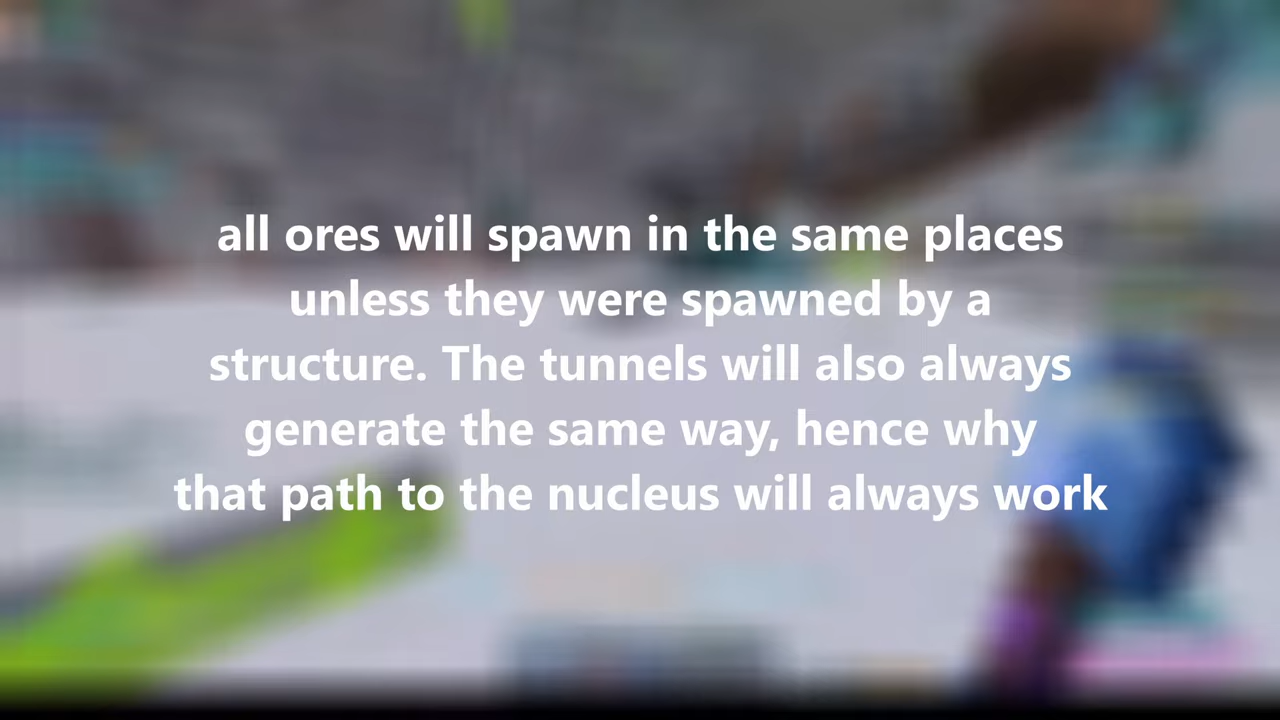 all ores will spawn in the same places
unless they were spawned by a
structure. The tunnels will also always
generate the same way, hence why
that path to the nucleus will always work